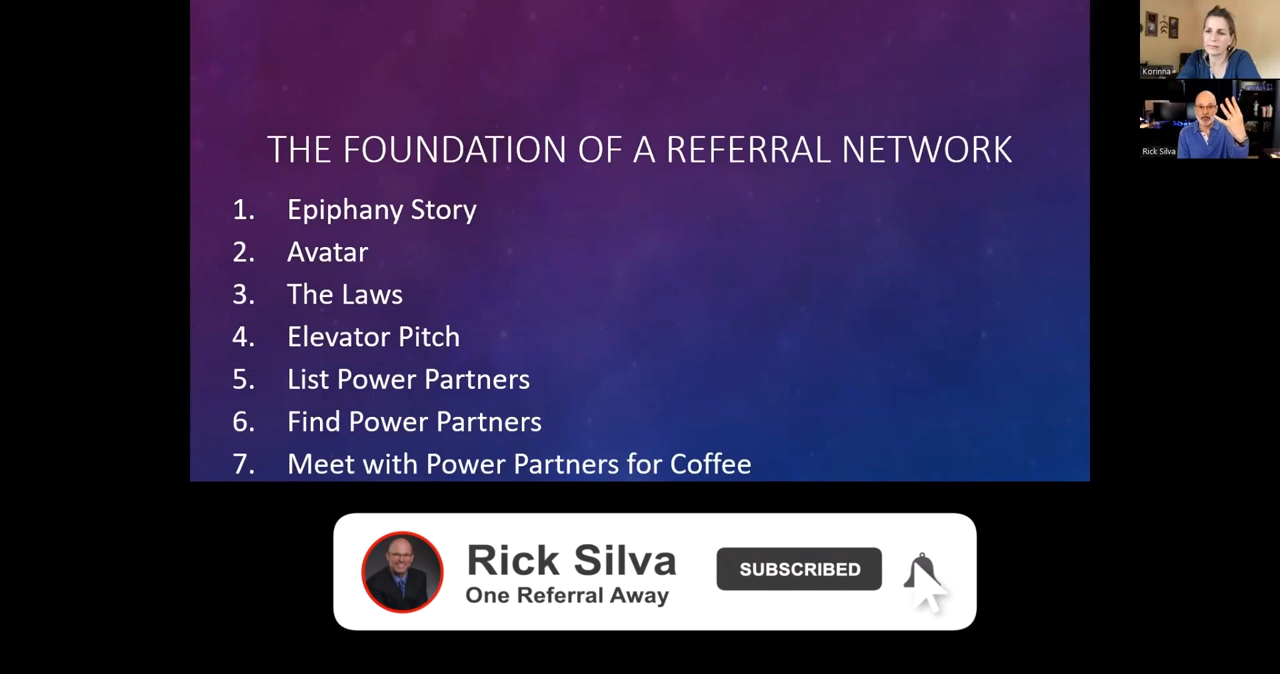 THE FOUNDATION OF A REFERRAL NETWORK
1. Epiphany Story
2. Avatar
3. The Laws
4. Elevator Pitch
5. List Power Partners
6. Find Power Partners
7. Meet with Power Partners for Coffee
Korinna
Rick Silva
Rick Silva
One Referral Away
SUBSCRIBED